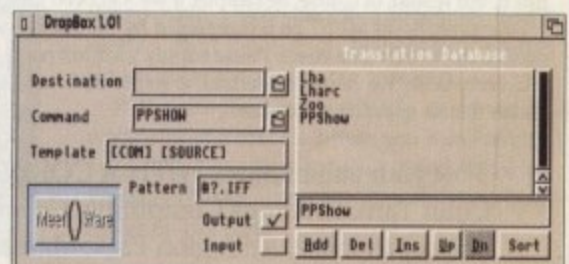 DropBox 1.01
Translation Database
Destination
Command PPSHOW
Template [COM] [SOURCE]
Pattern #?.IFF
Output
Input
Lha
Lharc
Zoo
PPShow
PPShow
Add Del Ins Up Dn Sort